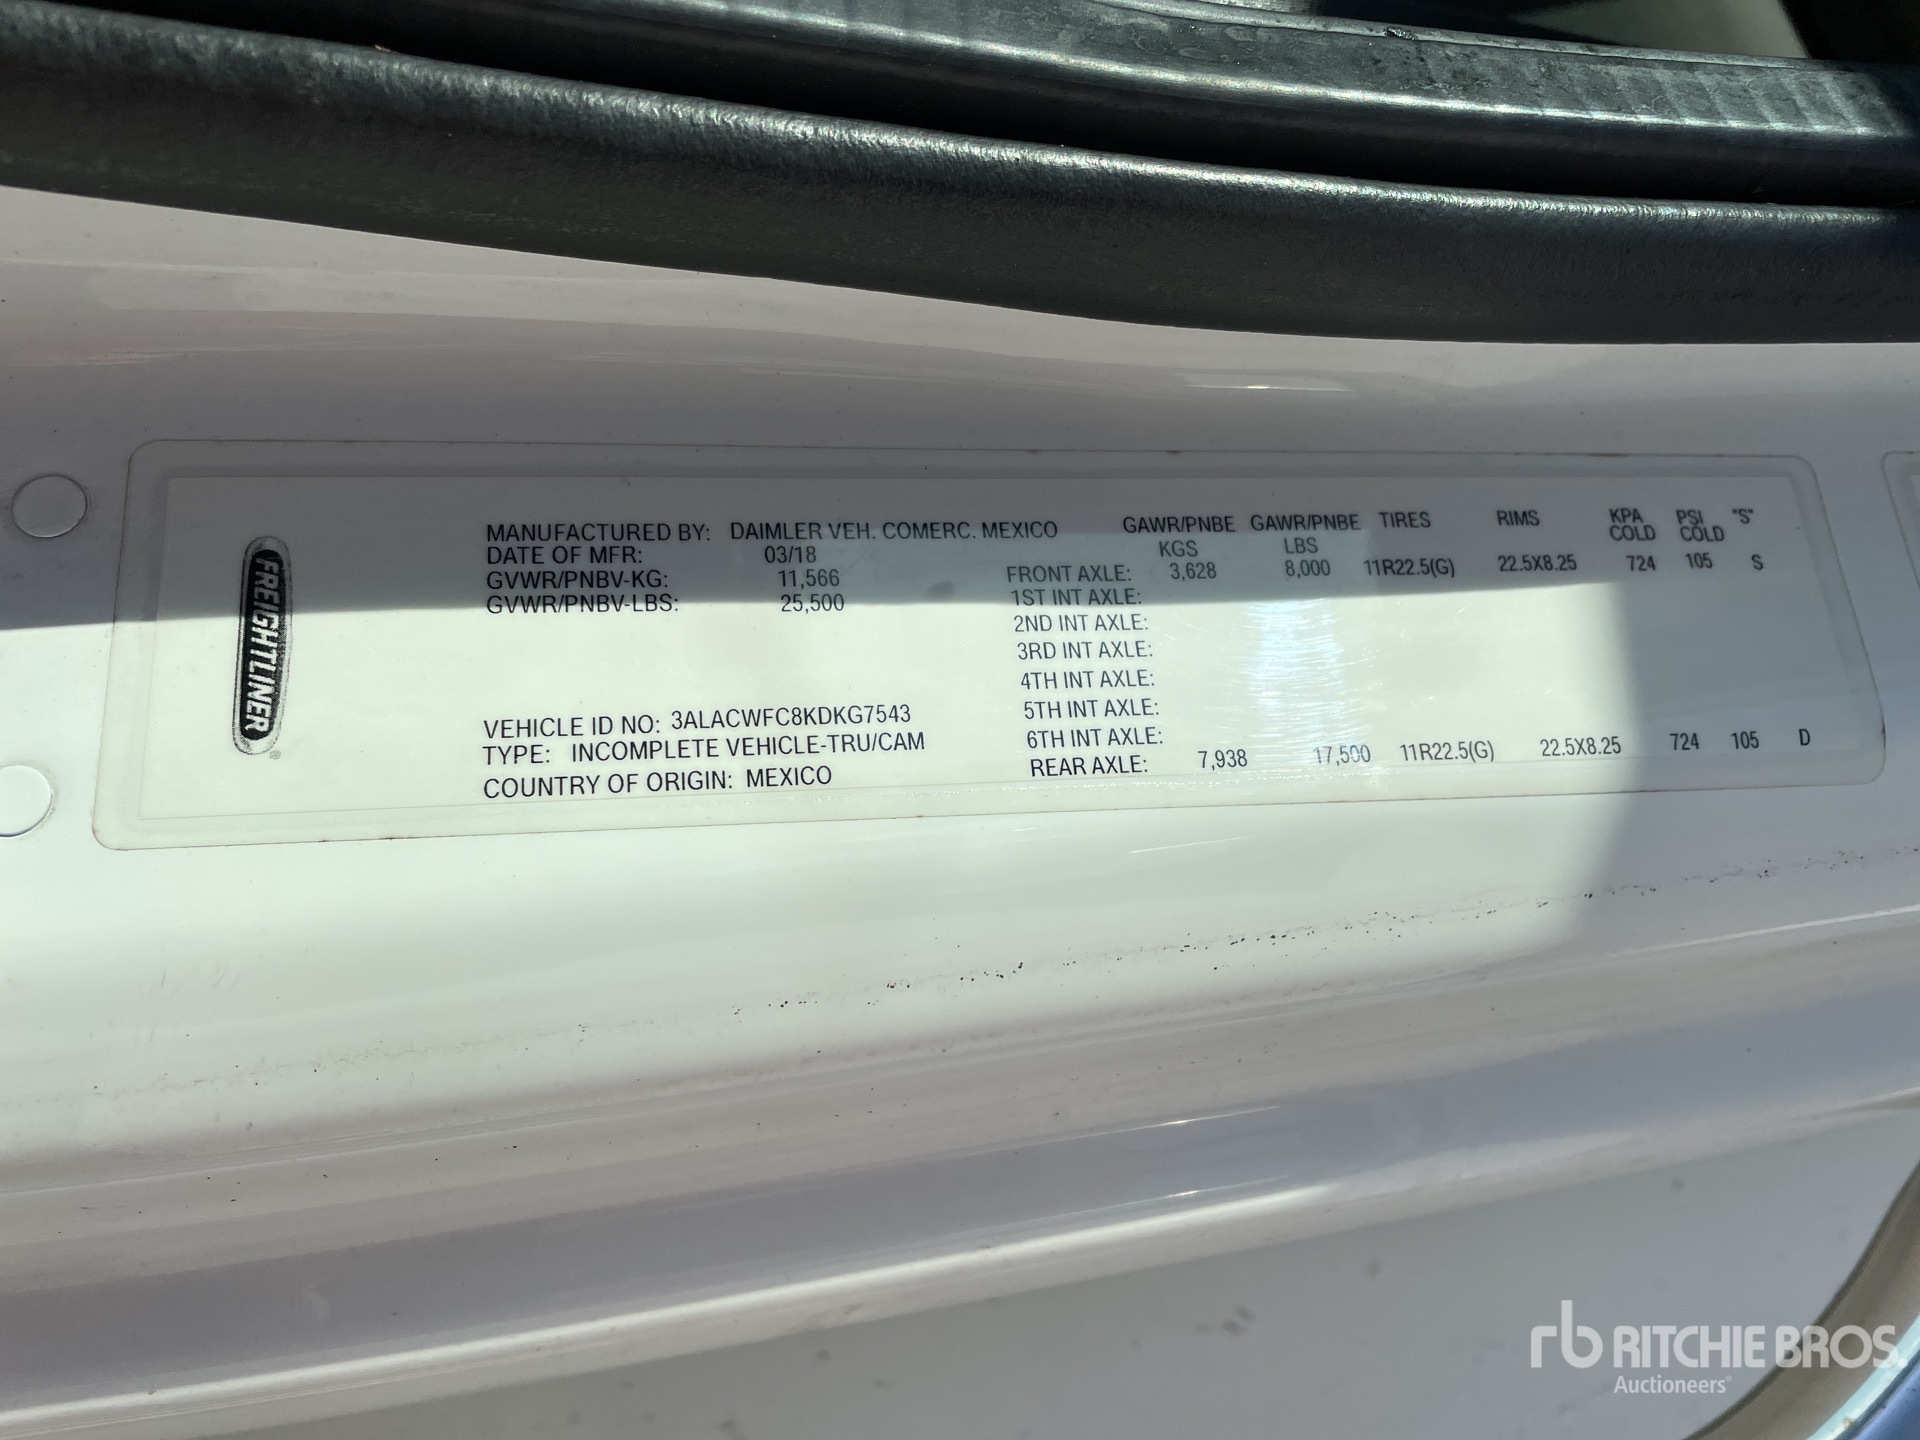 FREIGHTLINER
MANUFACTURED BY: DAIMLER VEH. COMERC. MEXICO
DATE OF MFR: 03/18
GVWR/PNBV-KG: 11,566
GVWR/PNBV-LBS: 25,500
VEHICLE ID NO: 3ALACWFC8KDKG7543
TYPE: INCOMPLETE VEHICLE-TRU/CAM
COUNTRY OF ORIGIN: MEXICO
GAWR/PNBE GAWR/PNBE TIRES RIMS KPA PSI "S"
KGS LBS COLD COLD
FRONT AXLE: 3,628 8,000 11R22.5(G) 22.5X8.25 724 105 S
1ST INT AXLE:
2ND INT AXLE:
3RD INT AXLE:
4TH INT AXLE:
5TH INT AXLE:
6TH INT AXLE:
REAR AXLE: 7,938 17,500 11R22.5(G) 22.5X8.25 724 105 D
rb RITCHIE BROS.
Auctioneers